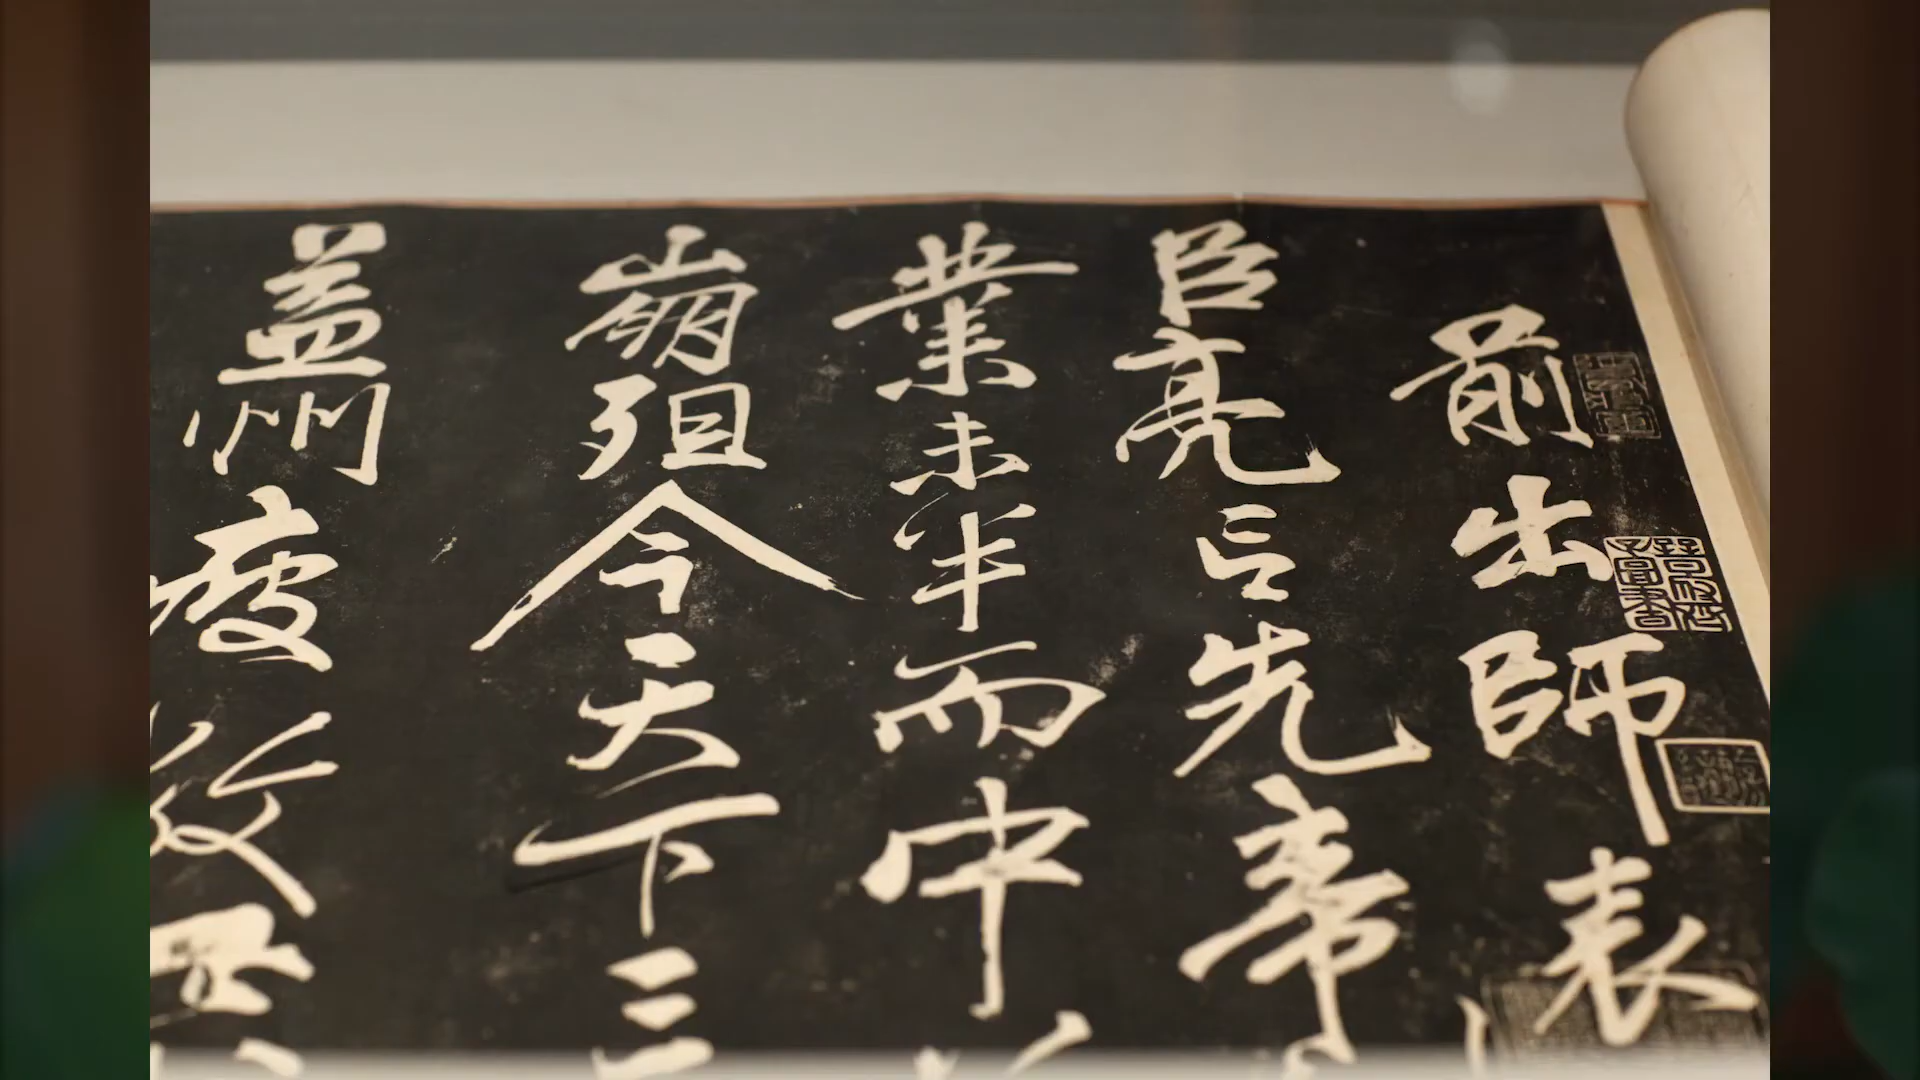 前出師表
臣亮言先帝
業未半而中
崩殂今天下三
益州疲敝